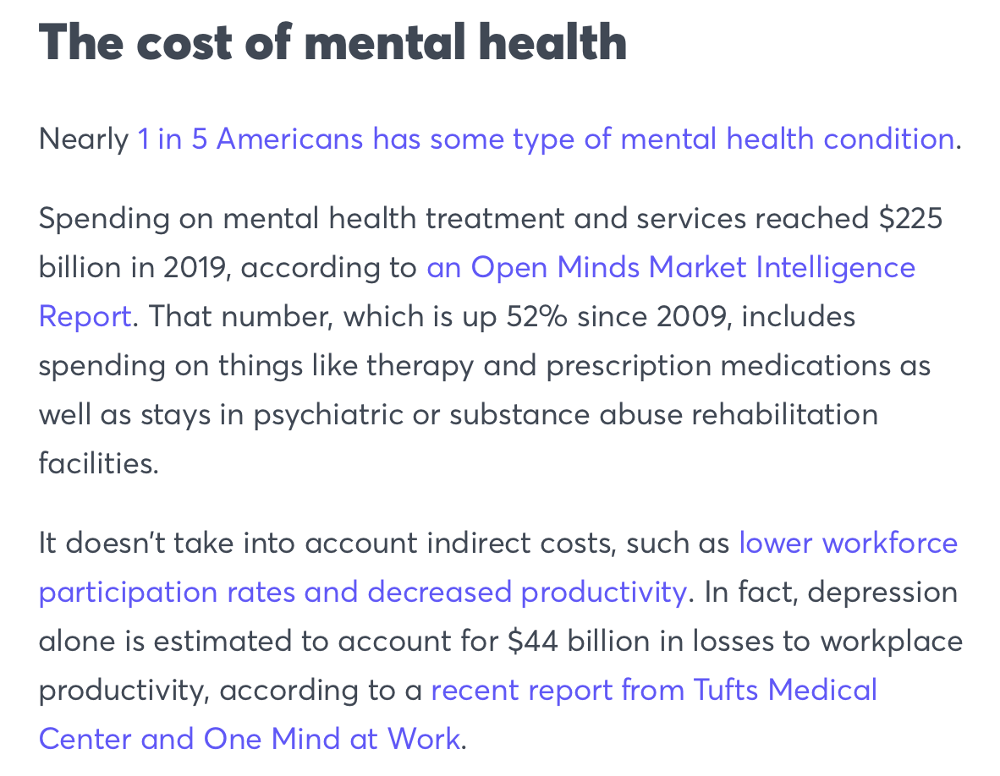 The cost of mental health
Nearly 1 in 5 Americans has some type of mental health condition.
Spending on mental health treatment and services reached $225
billion in 2019, according to an Open Minds Market Intelligence
Report. That number, which is up 52% since 2009, includes
spending on things like therapy and prescription medications as
well as stays in psychiatric or substance abuse rehabilitation
facilities.
It doesn't take into account indirect costs, such as lower workforce
participation rates and decreased productivity. In fact, depression
alone is estimated to account for $44 billion in losses to workplace
productivity, according to a recent report from Tufts Medical
Center and One Mind at Work.